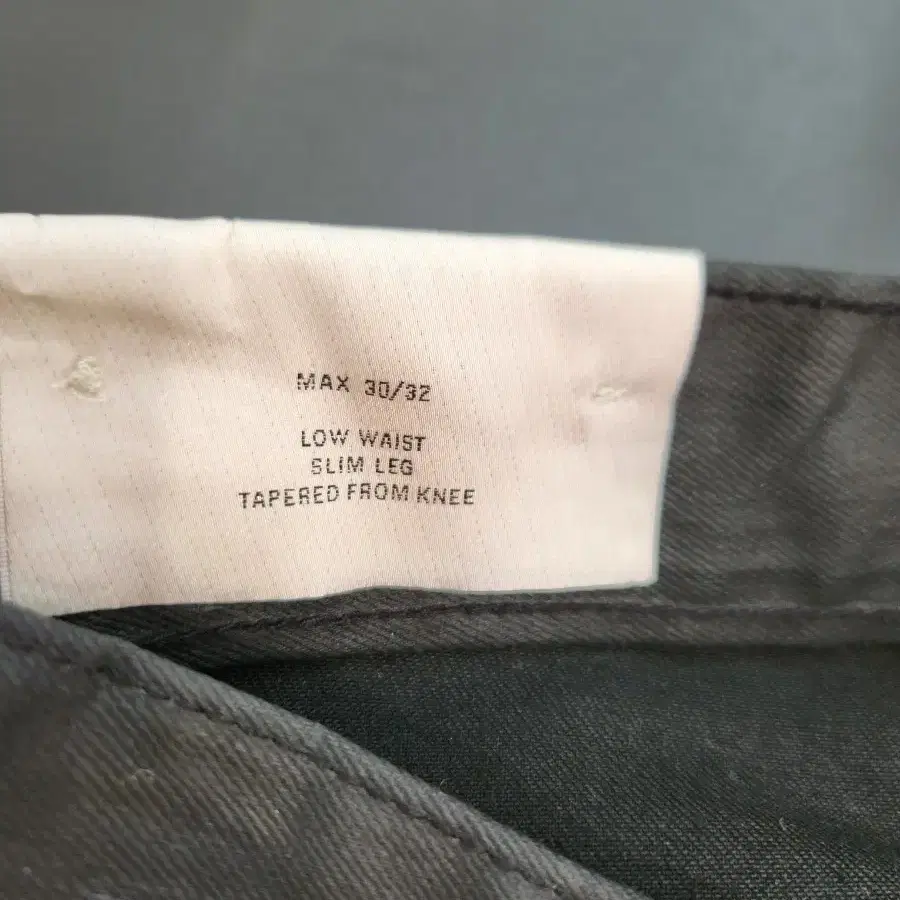 MAX 30/32
LOW WAIST
SLIM LEG
TAPERED FROM KNEE